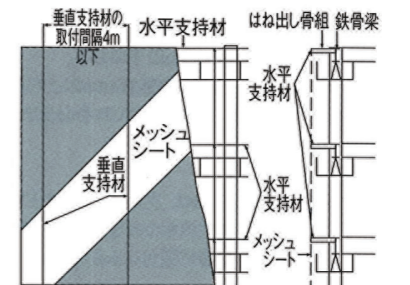 垂直支持材の
取付間隔4m
以下
水平支持材
はね出し骨組 鉄骨梁
水平
支持材
メッシュ
シート
垂直
支持材
水平
支持材
メッシュ
シート